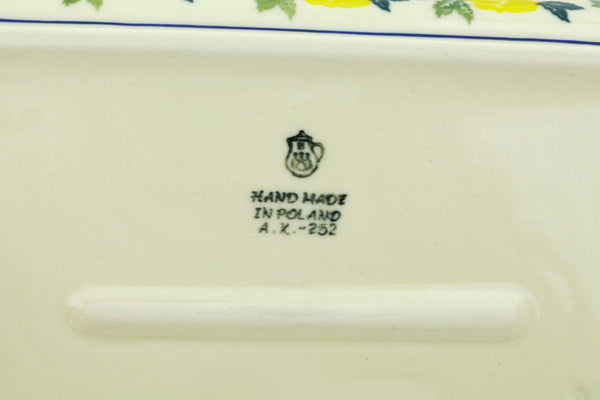 B
HAND MADE
IN POLAND
A.K.-252